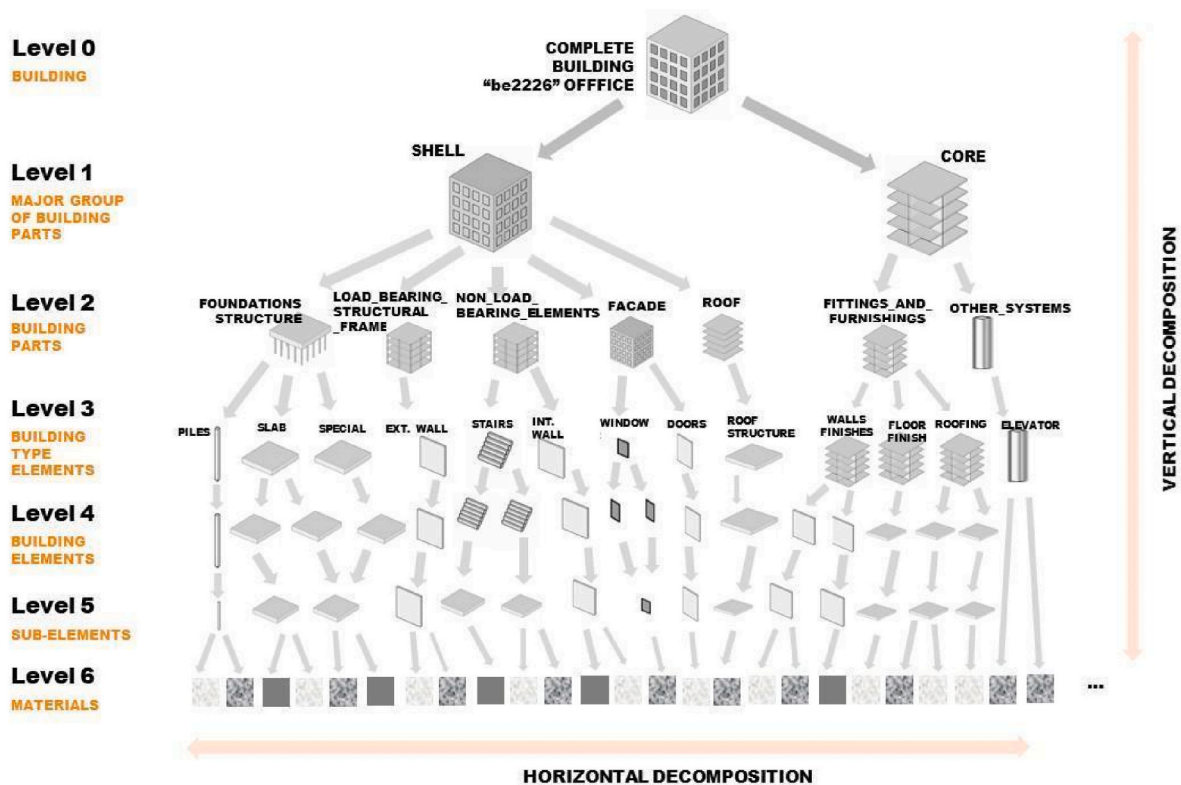 Level 0
BUILDING
COMPLETE
BUILDING
“be2226” OFFFICE
Level 1
MAJOR GROUP
OF BUILDING
PARTS
SHELL
CORE
Level 2
BUILDING
PARTS
FOUNDATIONS
STRUCTURE
LOAD_BEARING_
STRUCTURAL
_FRAME
NON_LOAD_
BEARING_ELEMENTS
FACADE
ROOF
FITTINGS_AND_
FURNISHINGS
OTHER_SYSTEMS
Level 3
BUILDING
TYPE
ELEMENTS
PILES
SLAB
SPECIAL
EXT. WALL
STAIRS
INT.
WALL
WINDOW
DOORS
ROOF
STRUCTURE
WALLS
FINISHES
FLOOR
FINISH
ROOFING
ELEVATOR
Level 4
BUILDING
ELEMENTS
Level 5
SUB-ELEMENTS
Level 6
MATERIALS
...
VERTICAL DECOMPOSITION
HORIZONTAL DECOMPOSITION